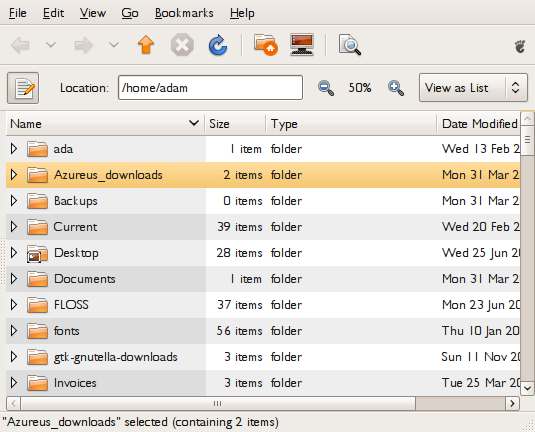 File Edit View Go Bookmarks Help
Location: /home/adam 50% View as List
Name Size Type Date Modified
ada 1 item folder Wed 13 Feb 2
Azureus_downloads 2 items folder Mon 31 Mar 2
Backups 0 items folder Mon 31 Mar 2
Current 39 items folder Wed 20 Feb 2
Desktop 28 items folder Wed 25 Jun 20
Documents 1 item folder Mon 31 Mar 2
FLOSS 37 items folder Mon 23 Jun 20
fonts 56 items folder Thu 10 Jan 20
gtk-gnutella-downloads 3 items folder Sun 11 Nov 20
Invoices 3 items folder Tue 25 Mar 20
"Azureus_downloads" selected (containing 2 items)